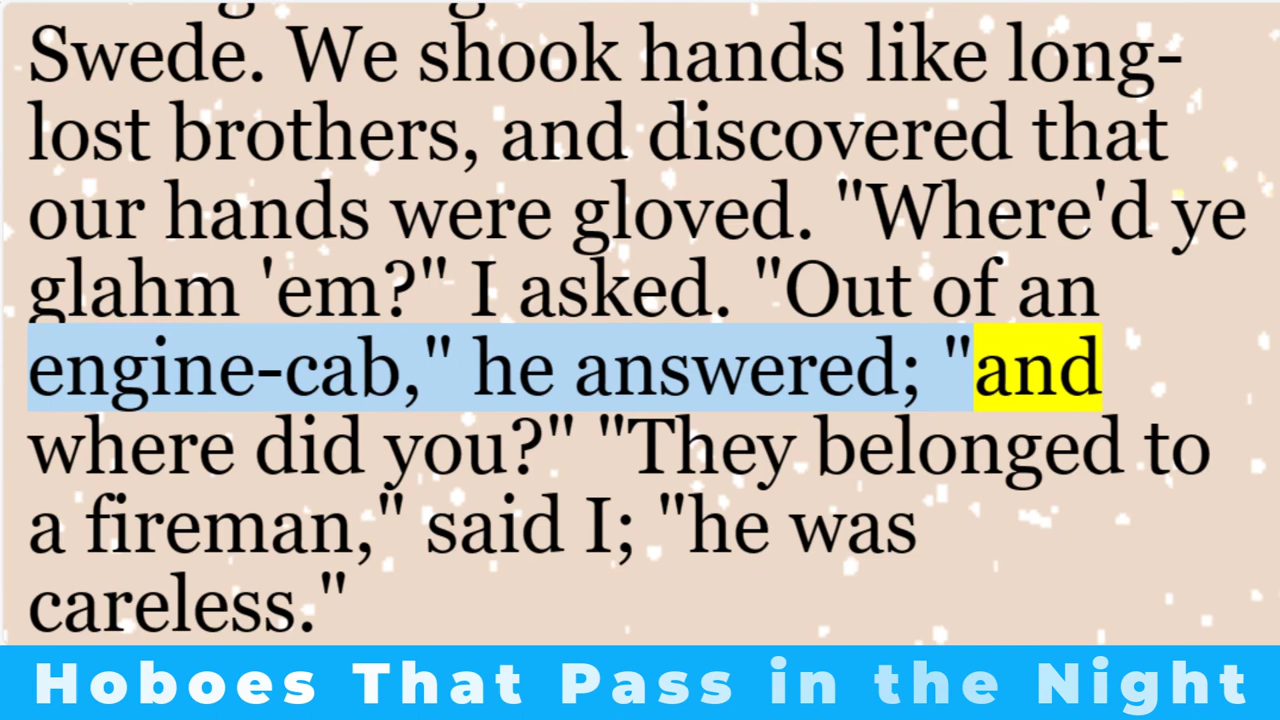 Swede. We shook hands like long-
lost brothers, and discovered that
our hands were gloved. "Where'd ye
glahm 'em?" I asked. "Out of an
engine-cab," he answered; "and
where did you?" "They belonged to
a fireman," said I; "he was
careless."
Hoboes That Pass in the Night